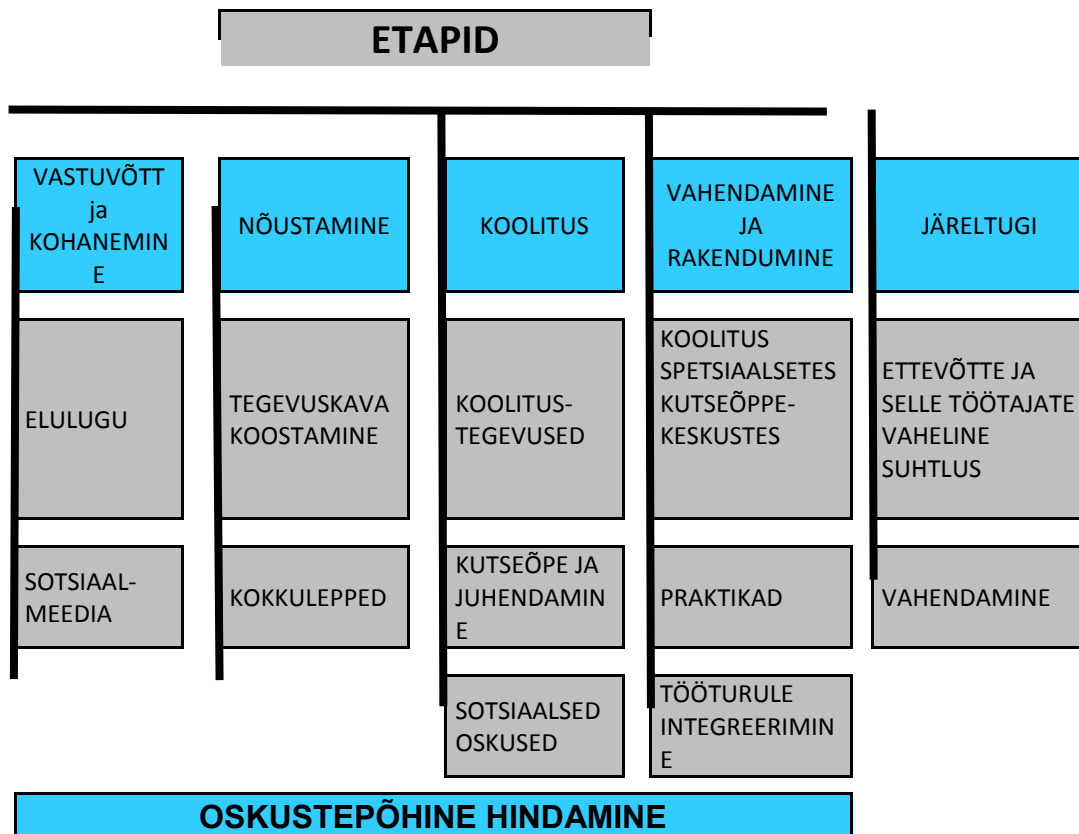 ETAPID
VASTUVÕTT
ja
KOHANEMIN
E
NÕUSTAMINE
KOOLITUS
VAHENDAMINE
JA
RAKENDUMINE
JÄRELTUGI
ELULUGU
TEGEVUSKAVA
KOOSTAMINE
KOOLITUS-
TEGEVUSED
KOOLITUS
SPETSIAALSETES
KUTSEÕPPE-
KESKUSTES
ETTEVÕTTE JA
SELLE TÖÖTAJATE
VAHELINE
SUHTLUS
SOTSIAAL-
MEEDIA
KOKKULEPPED
KUTSEÕPE JA
JUHENDAMIN
E
PRAKTIKAD
VAHENDAMINE
SOTSIAALSED
OSKUSED
TÖÖTURULE
INTEGREERIMIN
E
OSKUSTEPÕHINE HINDAMINE